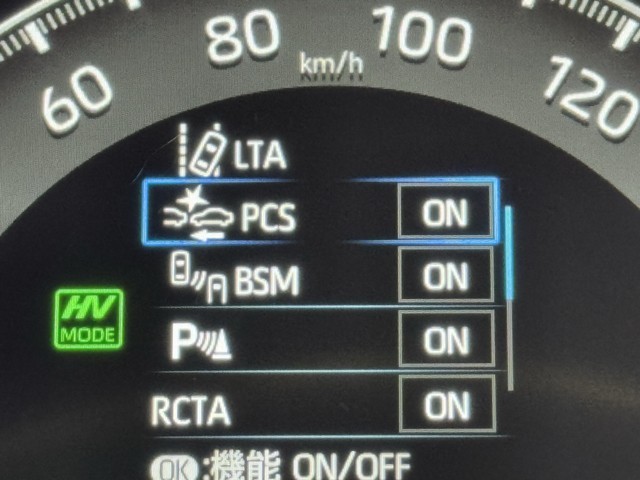 60 80 100 120
km/h
LTA
PCS ON
BSM ON
HV
MODE
P ON
RCTA ON
OK:機能 ON/OFF